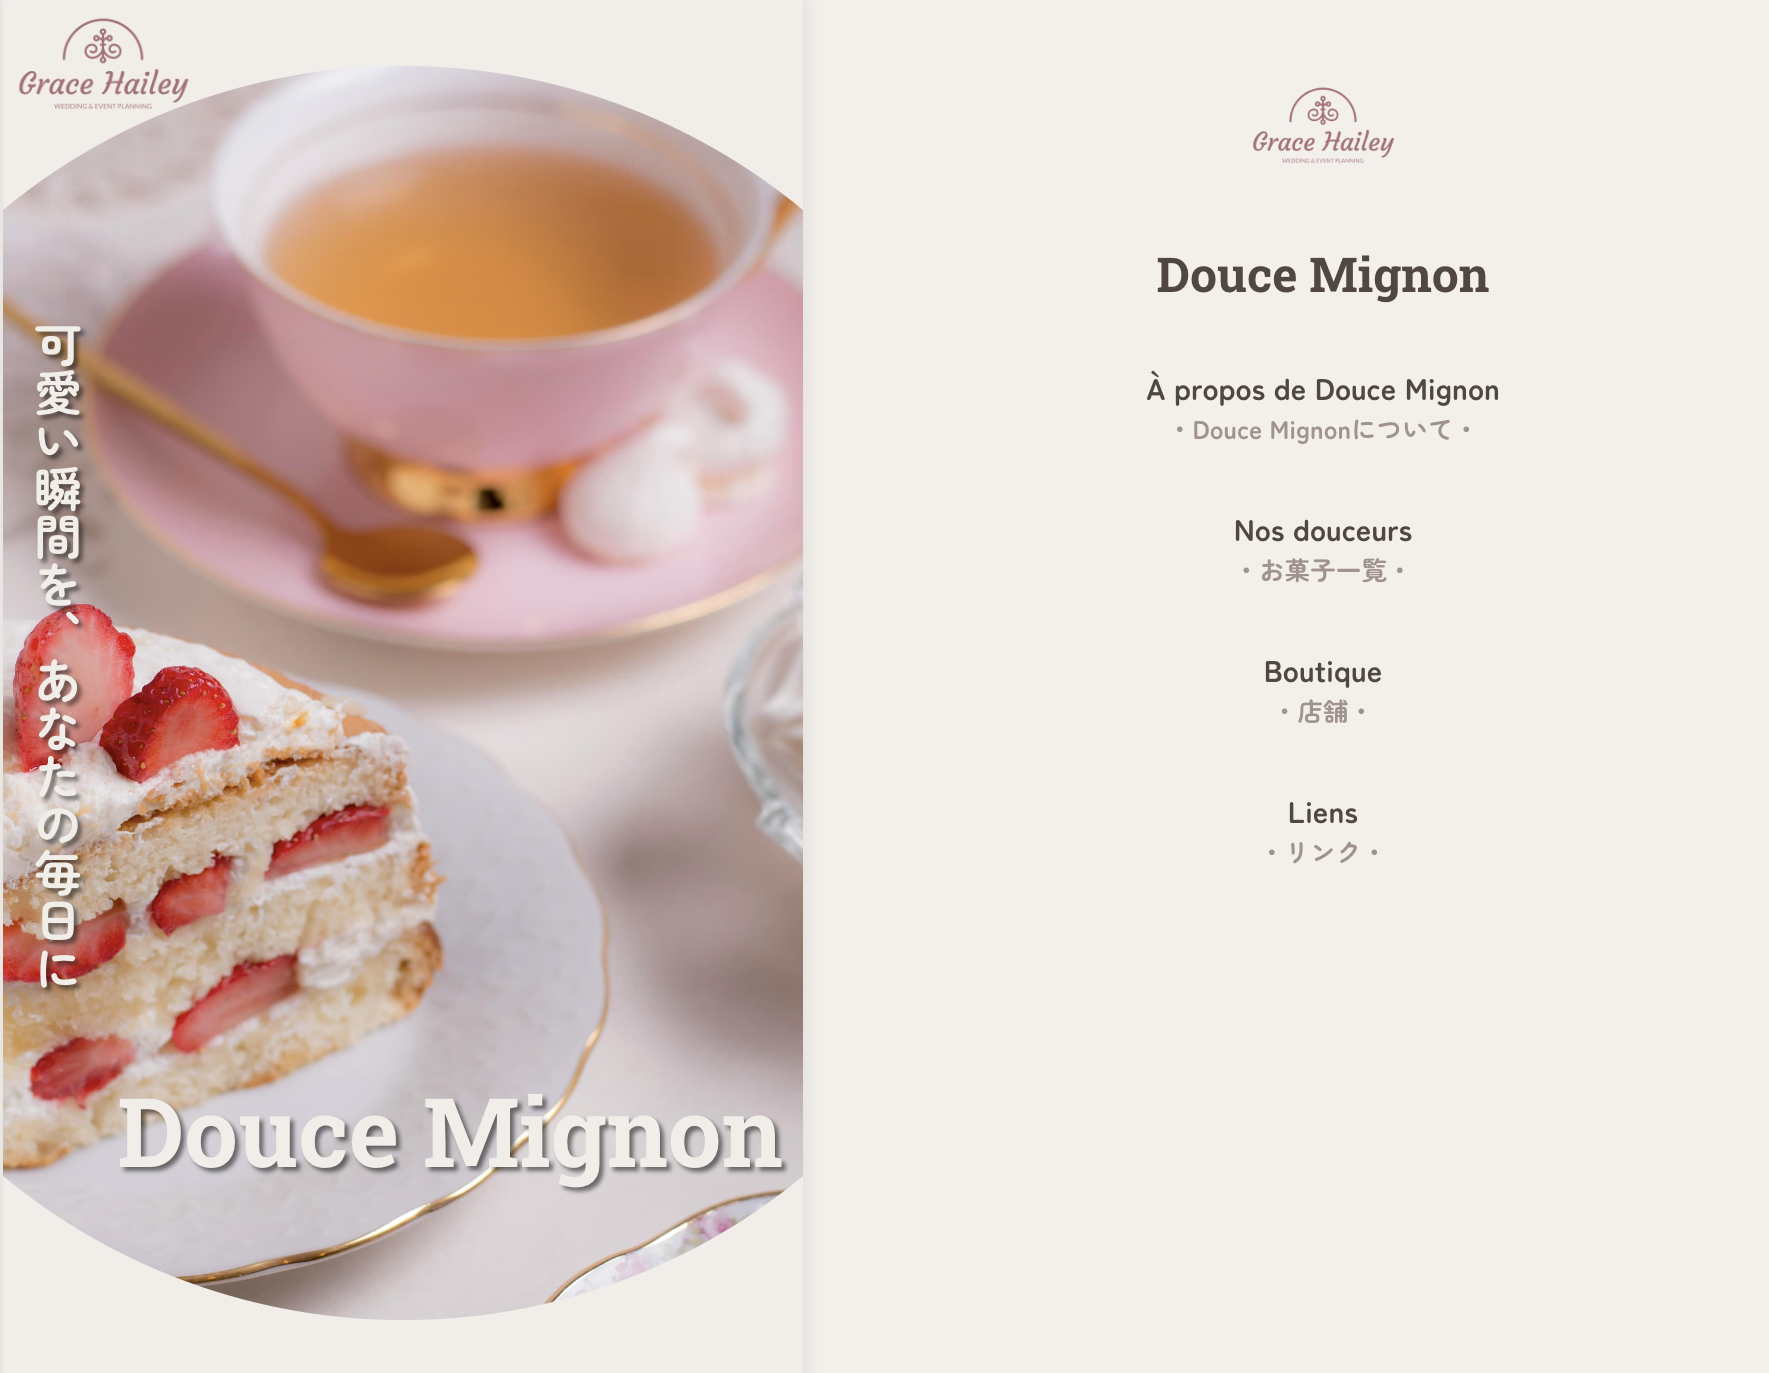 Grace Hailey
WEDDING & EVENT PLANNING
可愛い瞬間を、あなたの毎日に
Douce Mignon
Grace Hailey
WEDDING & EVENT PLANNING
Douce Mignon
À propos de Douce Mignon
・Douce Mignonについて・
Nos douceurs
・お菓子一覧・
Boutique
・店舗・
Liens
・リンク・